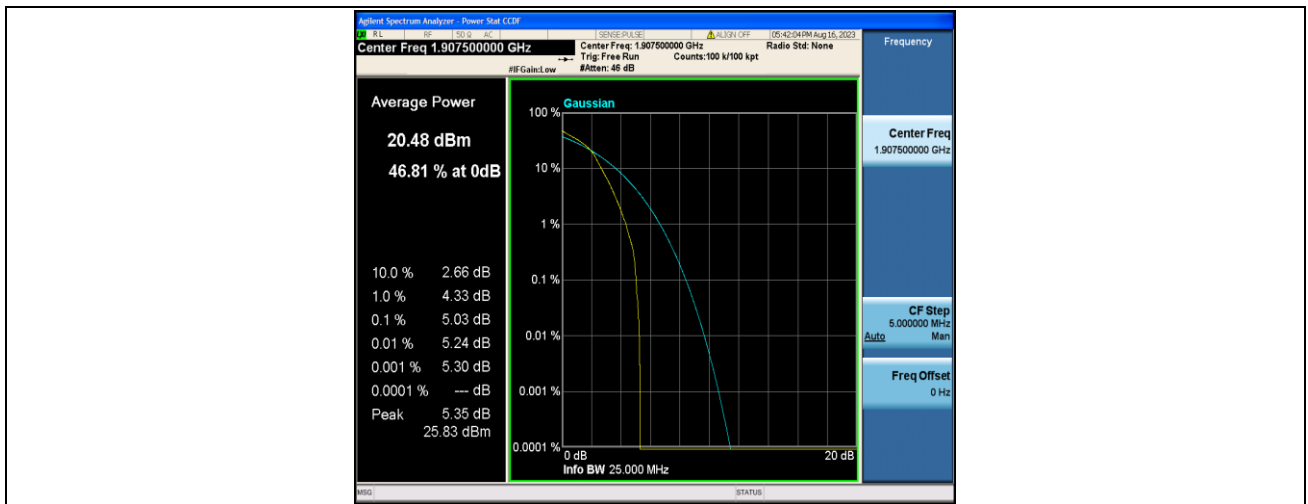 Agilent Spectrum Analyzer - Power Stat CCDF
RL RF 50 Ω AC SENSE:PULSE ALIGN OFF 05:42:04 PM Aug 16, 2023
Center Freq 1.907500000 GHz Center Freq: 1.907500000 GHz Radio Std: None
Trig: Free Run Counts:100 k/100 kpt
#IFGain:Low #Atten: 46 dB
Average Power
20.48 dBm
46.81 % at 0dB
10.0 % 2.66 dB
1.0 % 4.33 dB
0.1 % 5.03 dB
0.01 % 5.24 dB
0.001 % 5.30 dB
0.0001 % --- dB
Peak 5.35 dB
25.83 dBm
Gaussian
100 %
10 %
1 %
0.1 %
0.01 %
0.001 %
0.0001 %
0 dB 20 dB
Info BW 25.000 MHz
Frequency
Center Freq
1.907500000 GHz
CF Step
5.000000 MHz
Auto Man
Freq Offset
0 Hz
MSG STATUS